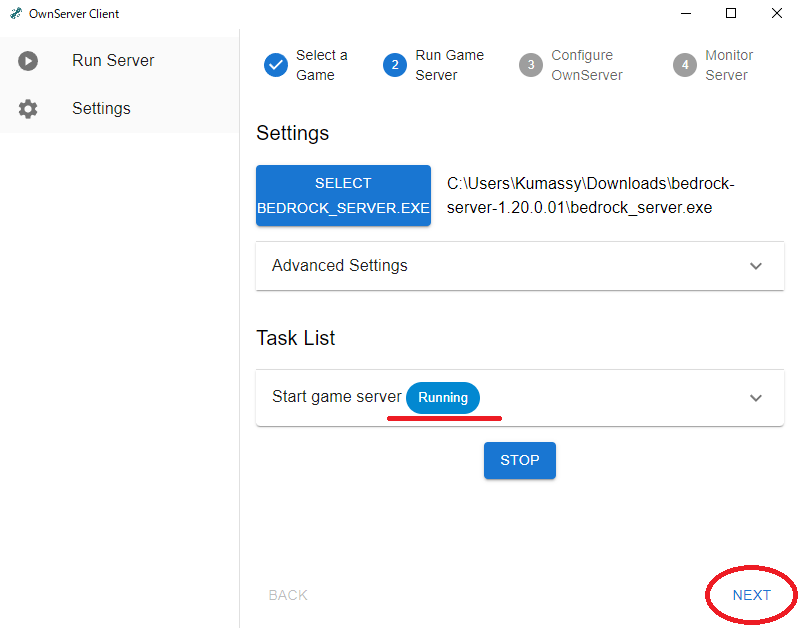 OwnServer Client
Run Server
Settings
Select a
Game
2
Run Game
Server
3
Configure
OwnServer
4
Monitor
Server
Settings
SELECT
BEDROCK_SERVER.EXE
C:\Users\Kumassy\Downloads\bedrock-
server-1.20.0.01\bedrock_server.exe
Advanced Settings
Task List
Start game server Running
STOP
BACK
NEXT